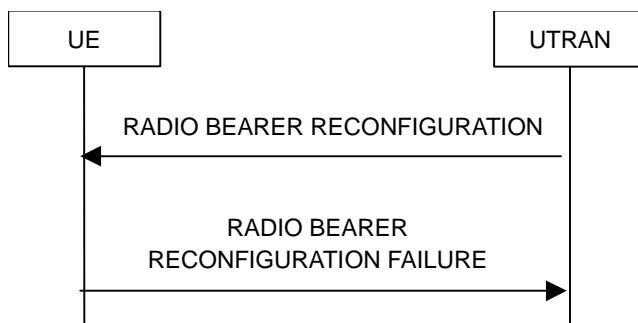 UE
UTRAN
RADIO BEARER RECONFIGURATION
RADIO BEARER
RECONFIGURATION FAILURE